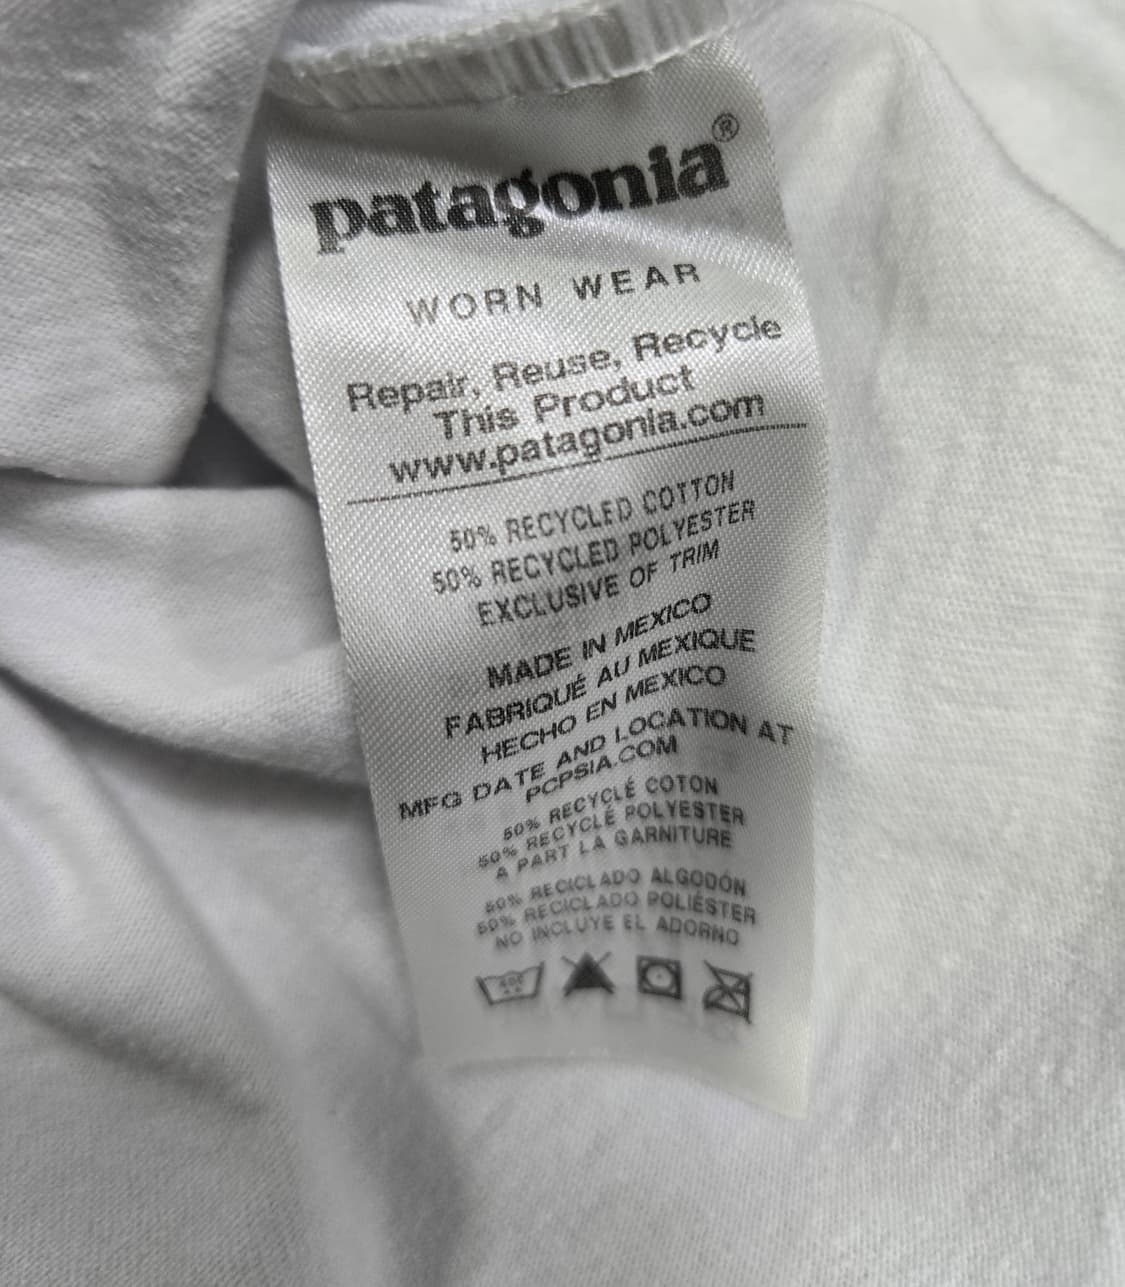 patagonia®
WORN WEAR
Repair, Reuse, Recycle
This Product
www.patagonia.com
50% RECYCLED COTTON
50% RECYCLED POLYESTER
EXCLUSIVE OF TRIM
MADE IN MEXICO
FABRIQUÉ AU MEXIQUE
HECHO EN MEXICO
MFG DATE AND LOCATION AT
PCPSIA.COM
50% RECYCLÉ COTON
50% RECYCLÉ POLYESTER
A PART LA GARNITURE
50% RECICLADO ALGODÓN
50% RECICLADO POLIÉSTER
NO INCLUYE EL ADORNO